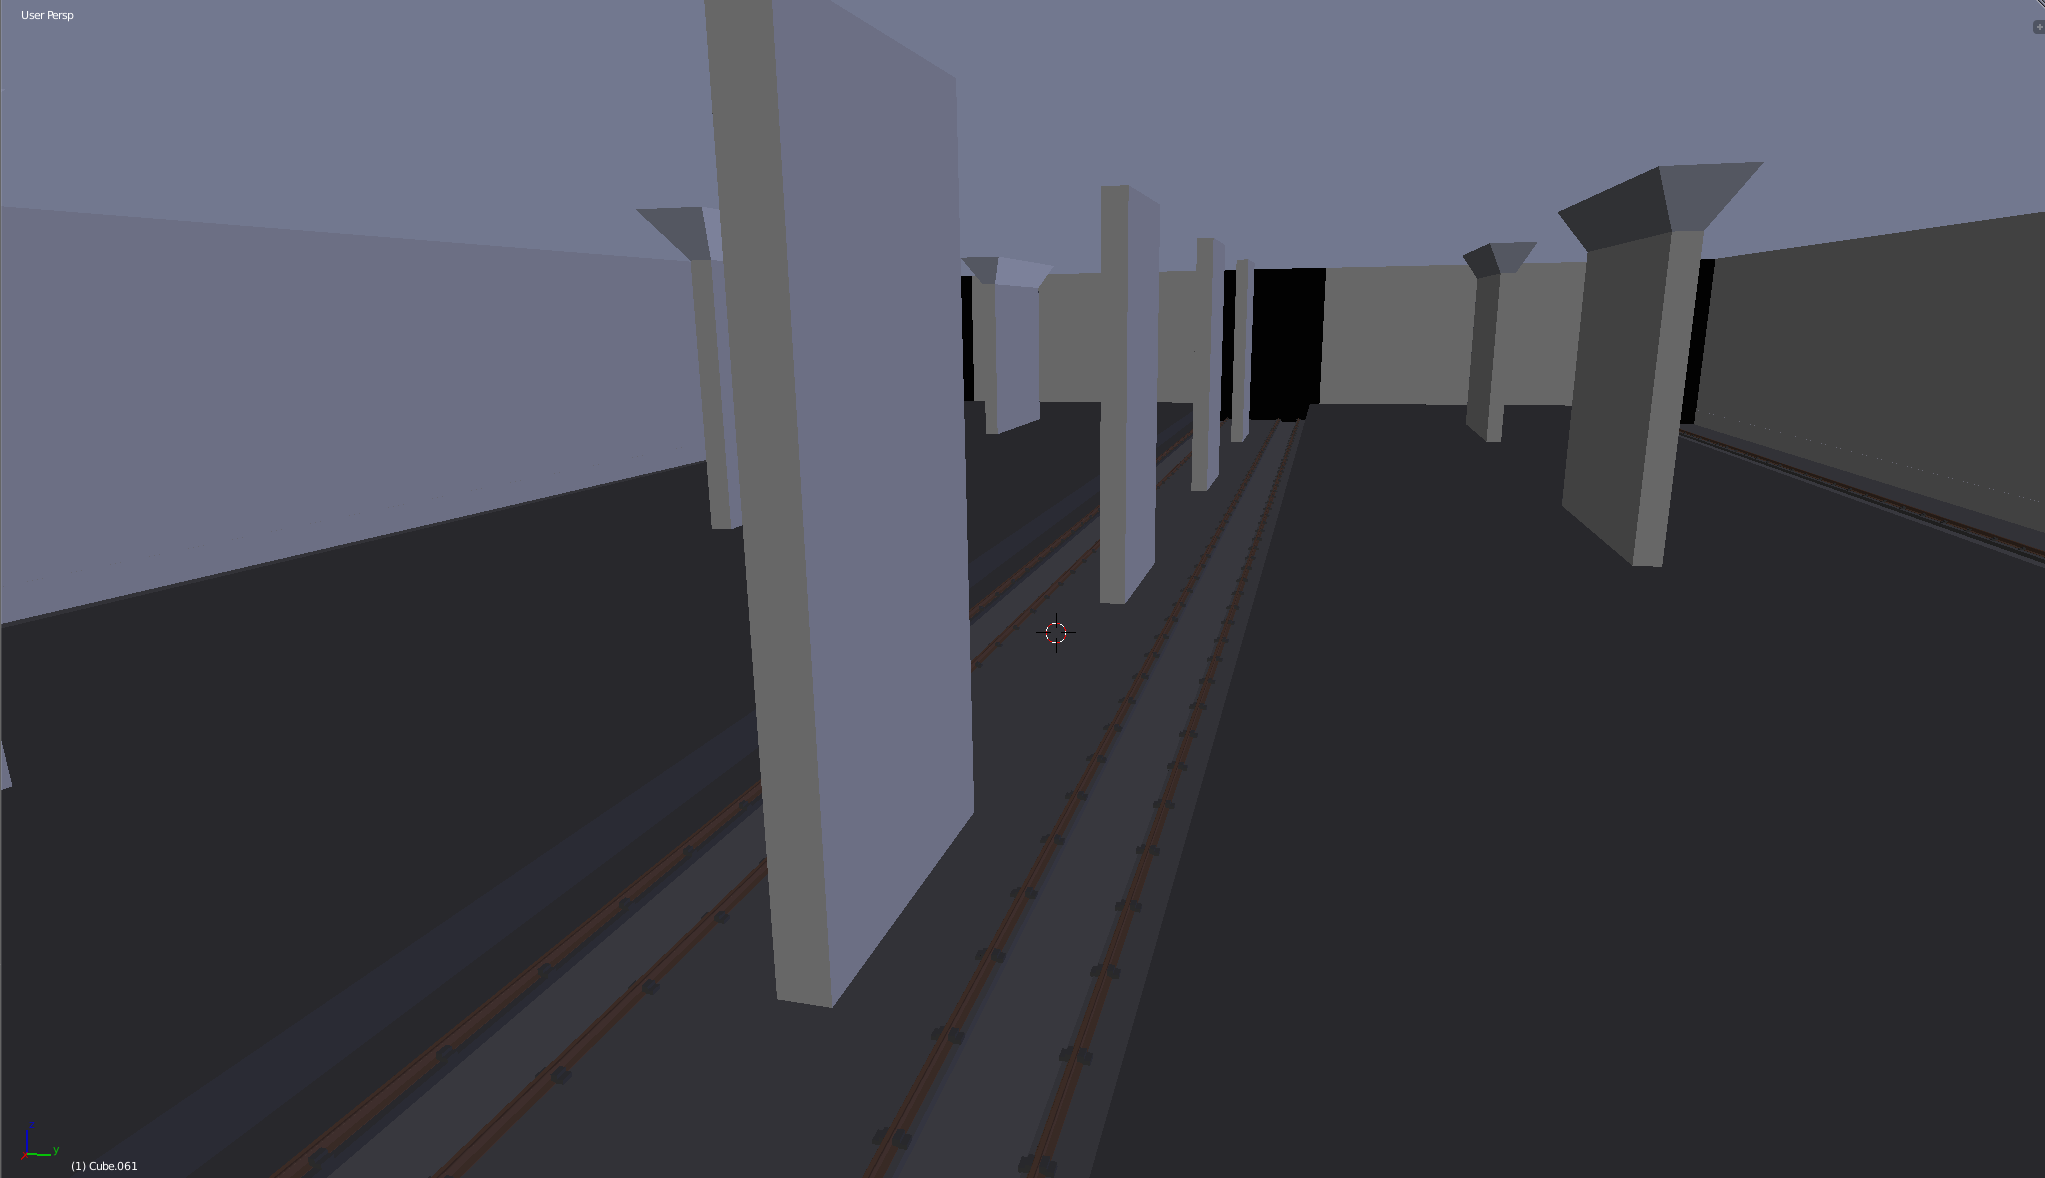 User Persp
z
y
(1) Cube.061